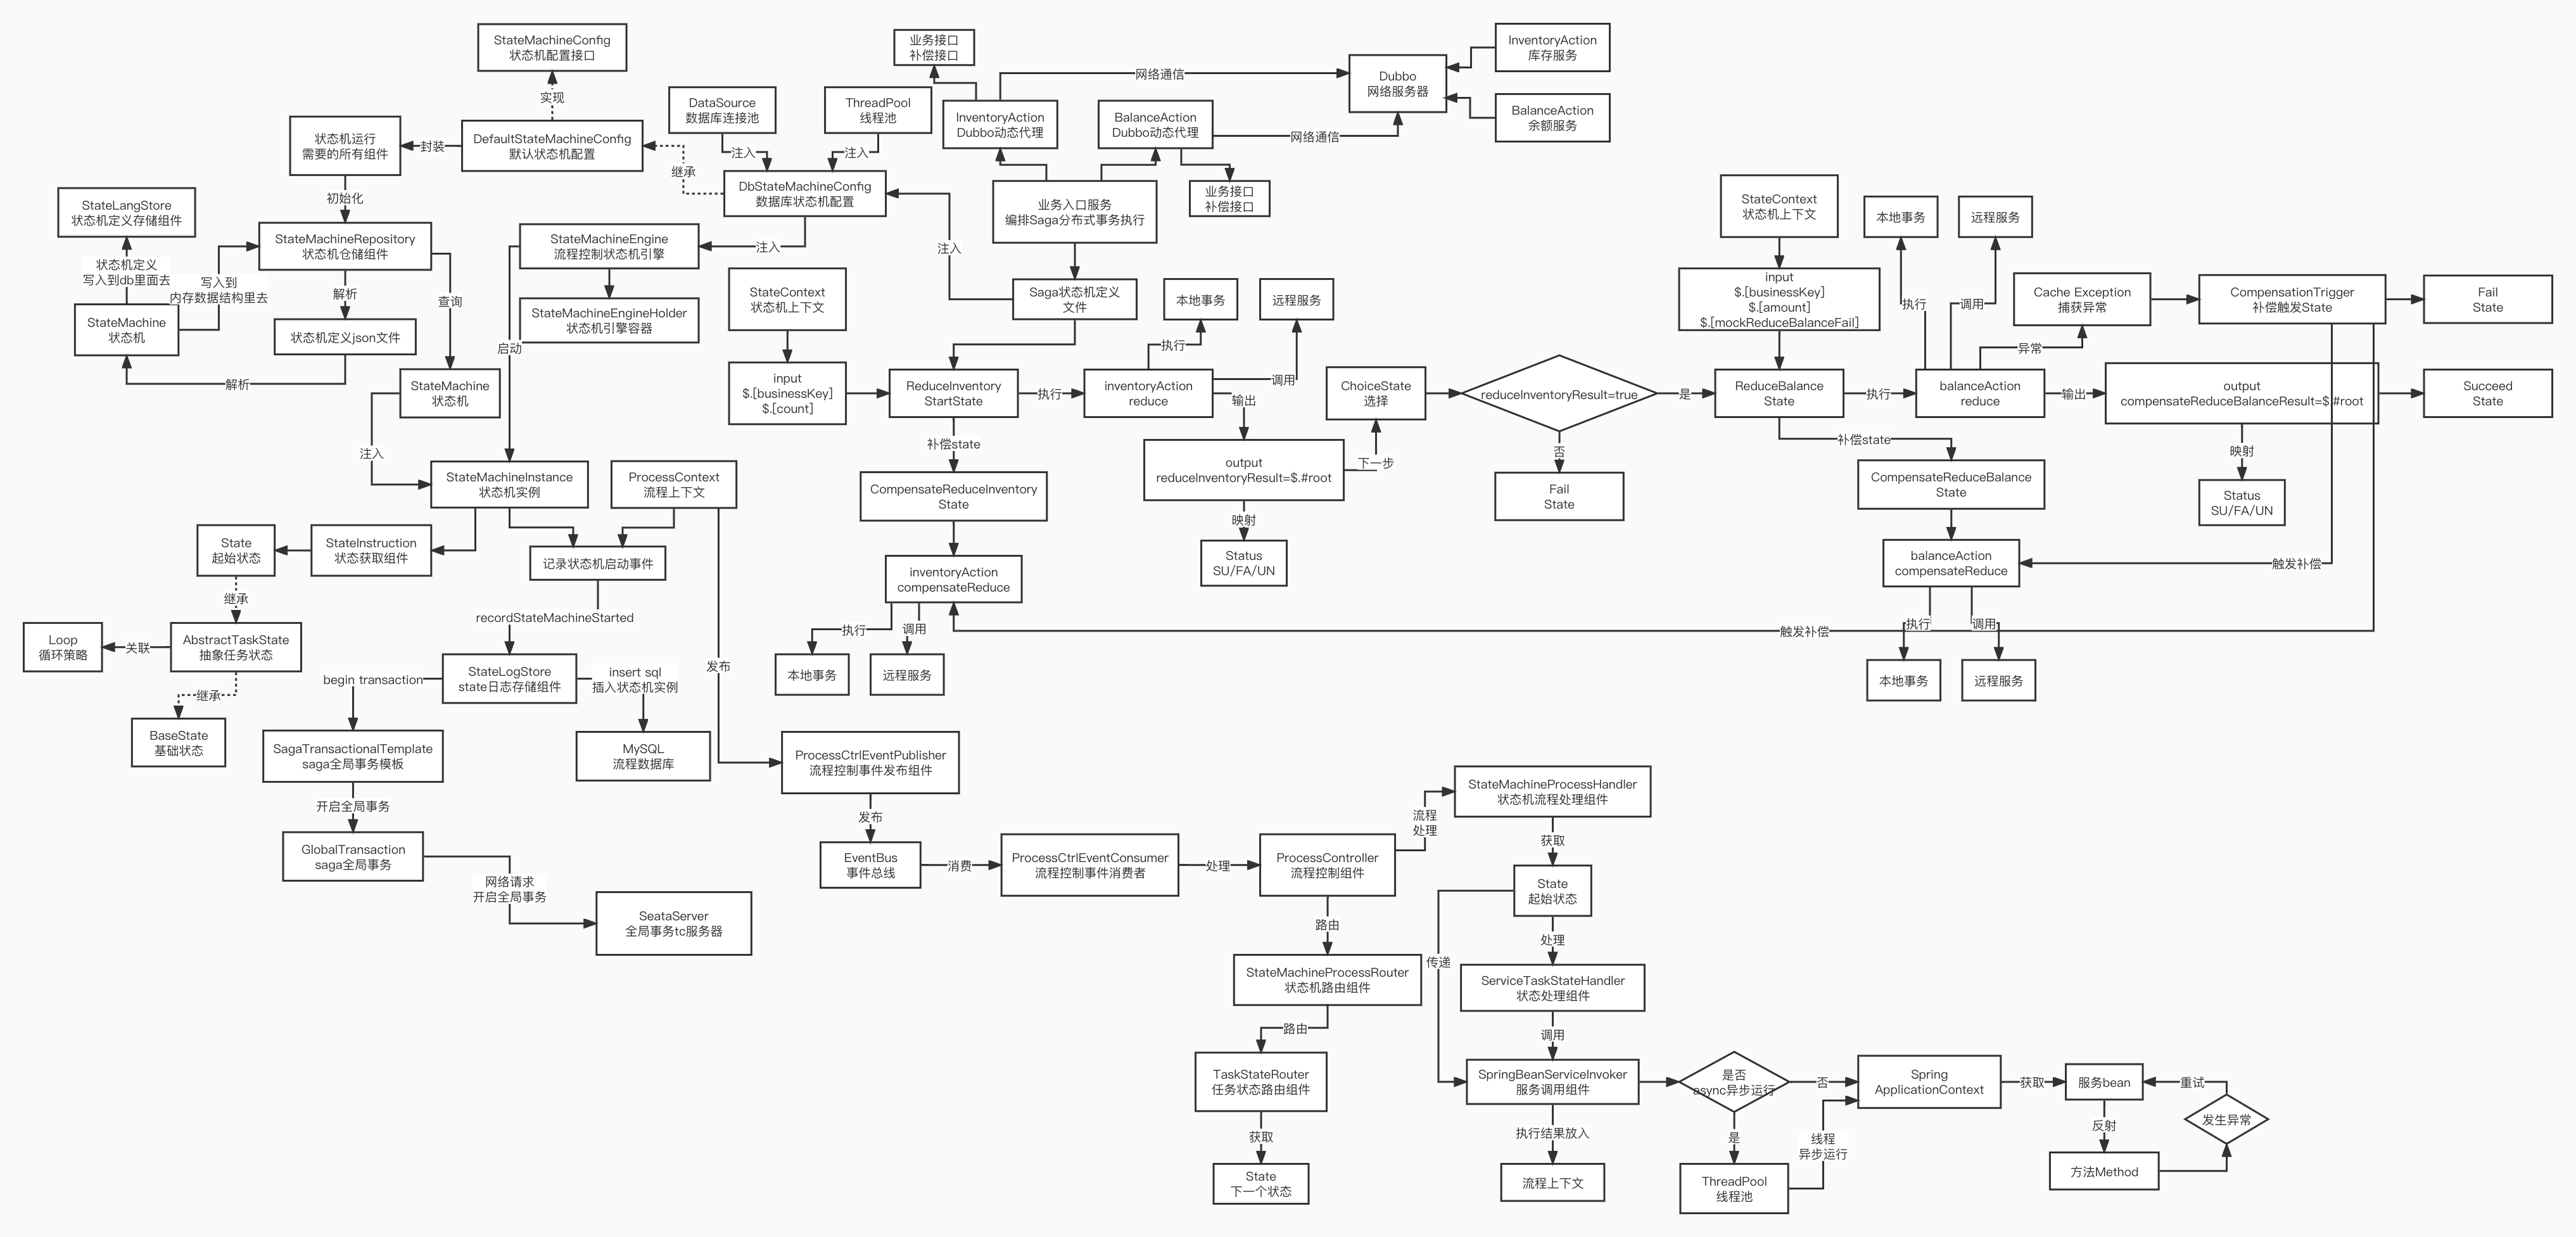 StateMachineConfig
状态机配置接口
实现
DefaultStateMachineConfig
默认状态机配置
封装
状态机运行
需要的所有组件
初始化
StateLangStore
状态机定义存储组件
状态机定义
写入到db里面去
写入到
内存数据结构里去
StateMachineRepository
状态机仓储组件
解析
查询
StateMachine
状态机
状态机定义json文件
解析
StateMachine
状态机
注入
DataSource
数据库连接池
注入
ThreadPool
线程池
注入
继承
DbStateMachineConfig
数据库状态机配置
注入
StateMachineEngine
流程控制状态机引擎
StateMachineEngineHolder
状态机引擎容器
启动
注入
业务接口
补偿接口
InventoryAction
Dubbo动态代理
BalanceAction
Dubbo动态代理
网络通信
网络通信
Dubbo
网络服务器
InventoryAction
库存服务
BalanceAction
余额服务
业务入口服务
编排Saga分布式事务执行
业务接口
补偿接口
Saga状态机定义
文件
StateContext
状态机上下文
input
$.[businessKey]
$.[count]
ReduceInventory
StartState
执行
inventoryAction
reduce
执行
本地事务
调用
远程服务
输出
output
reduceInventoryResult=$.#root
映射
Status
SU/FA/UN
下一步
ChoiceState
选择
reduceInventoryResult=true
否
Fail
State
是
补偿state
CompensateReduceInventory
State
inventoryAction
compensateReduce
执行
调用
本地事务
远程服务
StateContext
状态机上下文
input
$.[businessKey]
$.[amount]
$.[mockReduceBalanceFail]
ReduceBalance
State
执行
balanceAction
reduce
执行
本地事务
调用
远程服务
异常
Cache Exception
捕获异常
CompensationTrigger
补偿触发State
Fail
State
输出
output
compensateReduceBalanceResult=$.#root
Succeed
State
映射
Status
SU/FA/UN
补偿state
CompensateReduceBalance
State
balanceAction
compensateReduce
触发补偿
触发补偿
执行
调用
本地事务
远程服务
StateMachineInstance
状态机实例
ProcessContext
流程上下文
State
起始状态
StateInstruction
状态获取组件
记录状态机启动事件
继承
recordStateMachineStarted
Loop
循环策略
关联
AbstractTaskState
抽象任务状态
继承
BaseState
基础状态
begin transaction
StateLogStore
state日志存储组件
insert sql
插入状态机实例
发布
SagaTransactionalTemplate
saga全局事务模板
MySQL
流程数据库
开启全局事务
GlobalTransaction
saga全局事务
网络请求
开启全局事务
SeataServer
全局事务tc服务器
ProcessCtrlEventPublisher
流程控制事件发布组件
发布
EventBus
事件总线
消费
ProcessCtrlEventConsumer
流程控制事件消费者
处理
ProcessController
流程控制组件
流程
处理
StateMachineProcessHandler
状态机流程处理组件
获取
State
起始状态
路由
StateMachineProcessRouter
状态机路由组件
路由
TaskStateRouter
任务状态路由组件
获取
State
下一个状态
传递
处理
ServiceTaskStateHandler
状态处理组件
调用
SpringBeanServiceInvoker
服务调用组件
执行结果放入
流程上下文
是否
async异步运行
否
是
ThreadPool
线程池
线程
异步运行
Spring
ApplicationContext
获取
服务bean
反射
方法Method
发生异常
重试